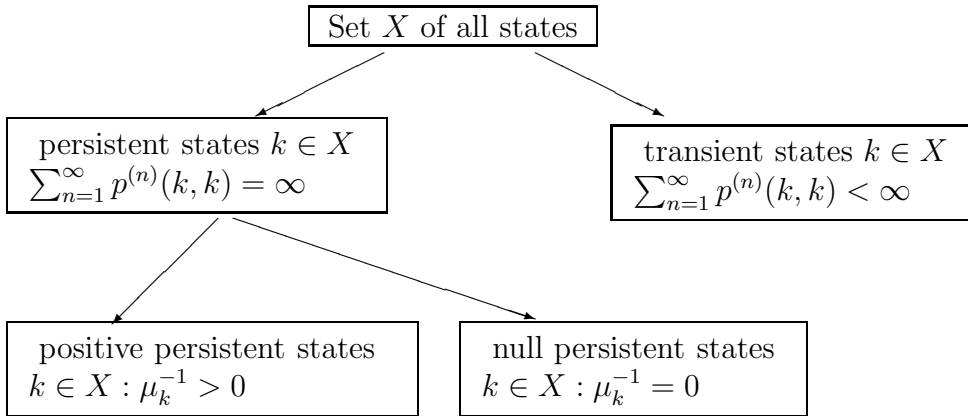 Set X of all states
persistent states k ∈ X
∑_{n=1}^{∞} p^{(n)}(k, k) = ∞
transient states k ∈ X
∑_{n=1}^{∞} p^{(n)}(k, k) < ∞
positive persistent states
k ∈ X : μ_k^{-1} > 0
null persistent states
k ∈ X : μ_k^{-1} = 0